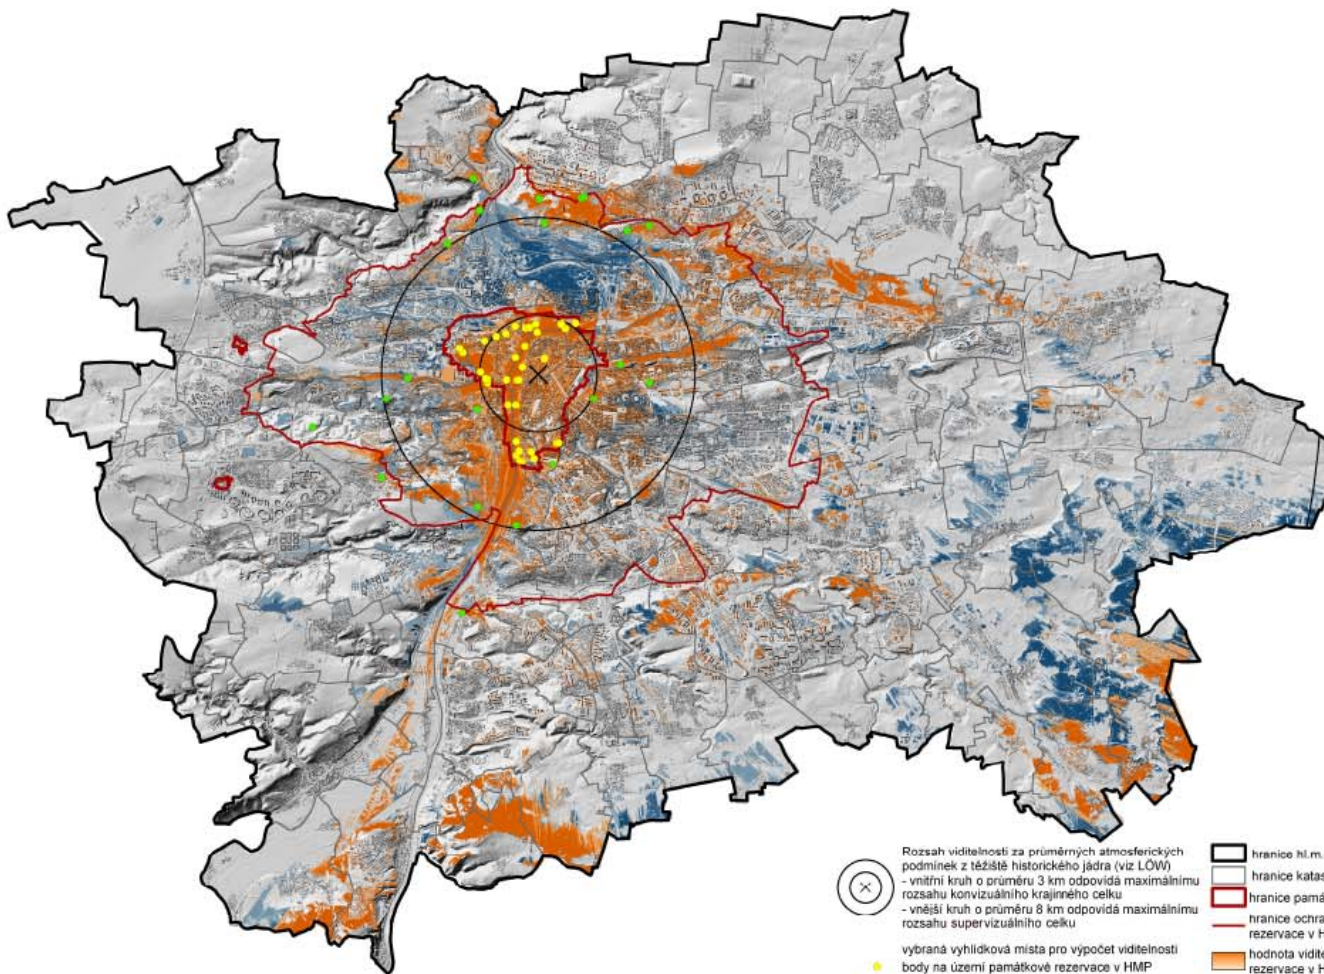 Rozsah viditelnosti za průměrných atmosferických
podmínek z těžiště historického jádra (viz LÖW)
- vnitřní kruh o průměru 3 km odpovídá maximálnímu
rozsahu konvizuálního krajinného celku
- vnější kruh o průměru 8 km odpovídá maximálnímu
rozsahu supervizuálního celku
vybraná vyhlídková místa pro výpočet viditelnosti
body na území památkové rezervace v HMP
hranice hl.m.
hranice katas
hranice pamá
hranice ochra
rezervace v H
hodnota vidite
rezervace v H